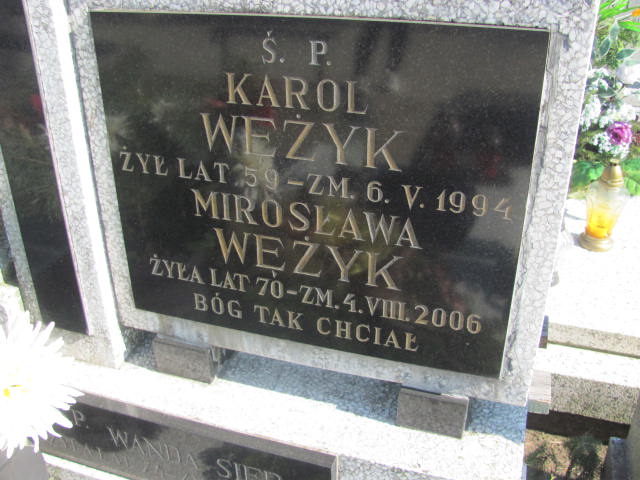 Ś. P.
KAROL
WĘŻYK
ŻYŁ LAT 59 – ZM. 6. V. 1994
MIROSŁAWA
WĘŻYK
ŻYŁA LAT 70 – ZM. 4. VIII. 2006
BÓG TAK CHCIAŁ
P. WANDA